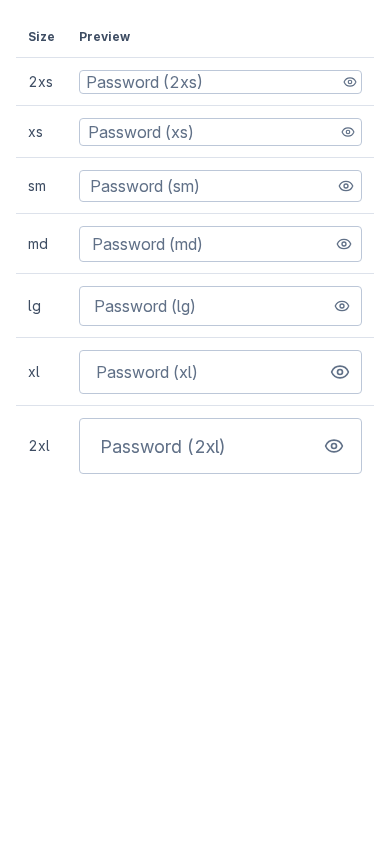 Size Preview
2xs Password (2xs)
xs Password (xs)
sm Password (sm)
md Password (md)
lg Password (lg)
xl Password (xl)
2xl Password (2xl)